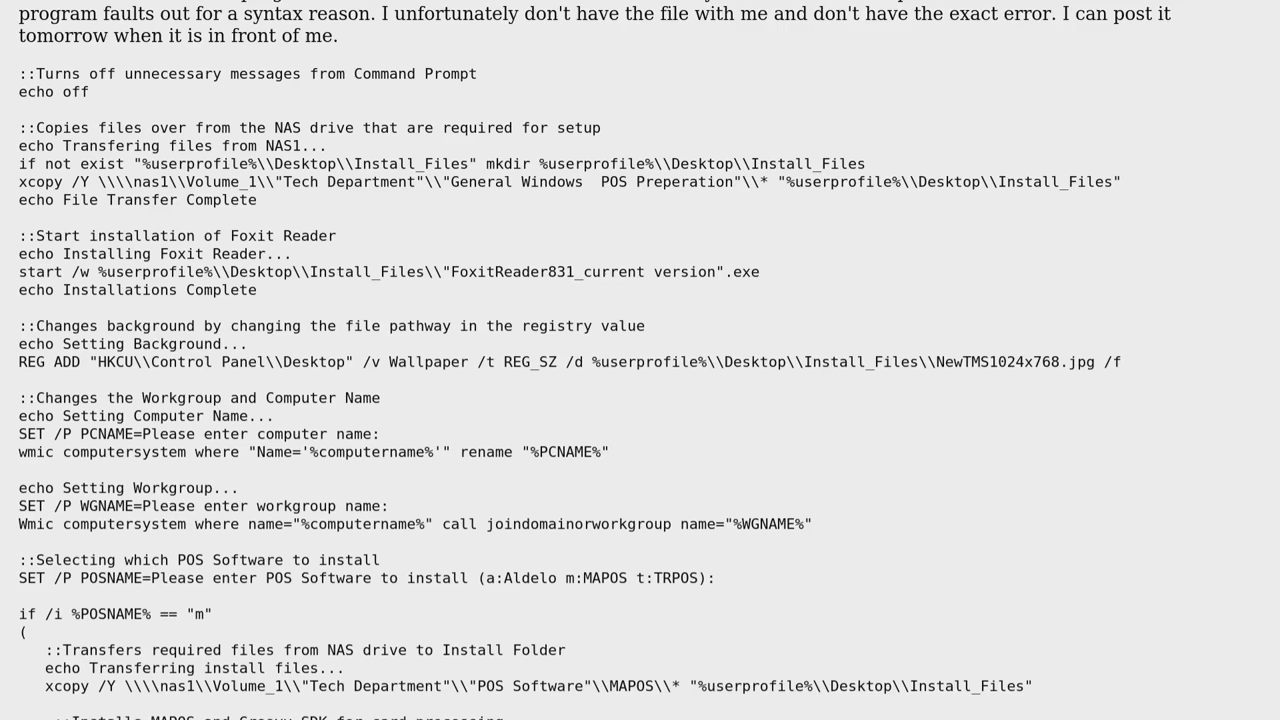 program faults out for a syntax reason. I unfortunately don't have the file with me and don't have the exact error. I can post it
tomorrow when it is in front of me.
::Turns off unnecessary messages from Command Prompt
echo off
::Copies files over from the NAS drive that are required for setup
echo Transfering files from NAS1...
if not exist "%userprofile%\\Desktop\\Install_Files" mkdir %userprofile%\\Desktop\\Install_Files
xcopy /Y \\\\nas1\\Volume_1\\"Tech Department"\\"General Windows  POS Preperation"\\* "%userprofile%\\Desktop\\Install_Files"
echo File Transfer Complete
::Start installation of Foxit Reader
echo Installing Foxit Reader...
start /w %userprofile%\\Desktop\\Install_Files\\"FoxitReader831_current version".exe
echo Installations Complete
::Changes background by changing the file pathway in the registry value
echo Setting Background...
REG ADD "HKCU\\Control Panel\\Desktop" /v Wallpaper /t REG_SZ /d %userprofile%\\Desktop\\Install_Files\\NewTMS1024x768.jpg /f
::Changes the Workgroup and Computer Name
echo Setting Computer Name...
SET /P PCNAME=Please enter computer name:
wmic computersystem where "Name='%computername%'" rename "%PCNAME%"
echo Setting Workgroup...
SET /P WGNAME=Please enter workgroup name:
Wmic computersystem where name="%computername%" call joindomainorworkgroup name="%WGNAME%"
::Selecting which POS Software to install
SET /P POSNAME=Please enter POS Software to install (a:Aldelo m:MAPOS t:TRPOS):
if /i %POSNAME% == "m"
(
::Transfers required files from NAS drive to Install Folder
echo Transferring install files...
xcopy /Y \\\\nas1\\Volume_1\\"Tech Department"\\"POS Software"\\MAPOS\\* "%userprofile%\\Desktop\\Install_Files"